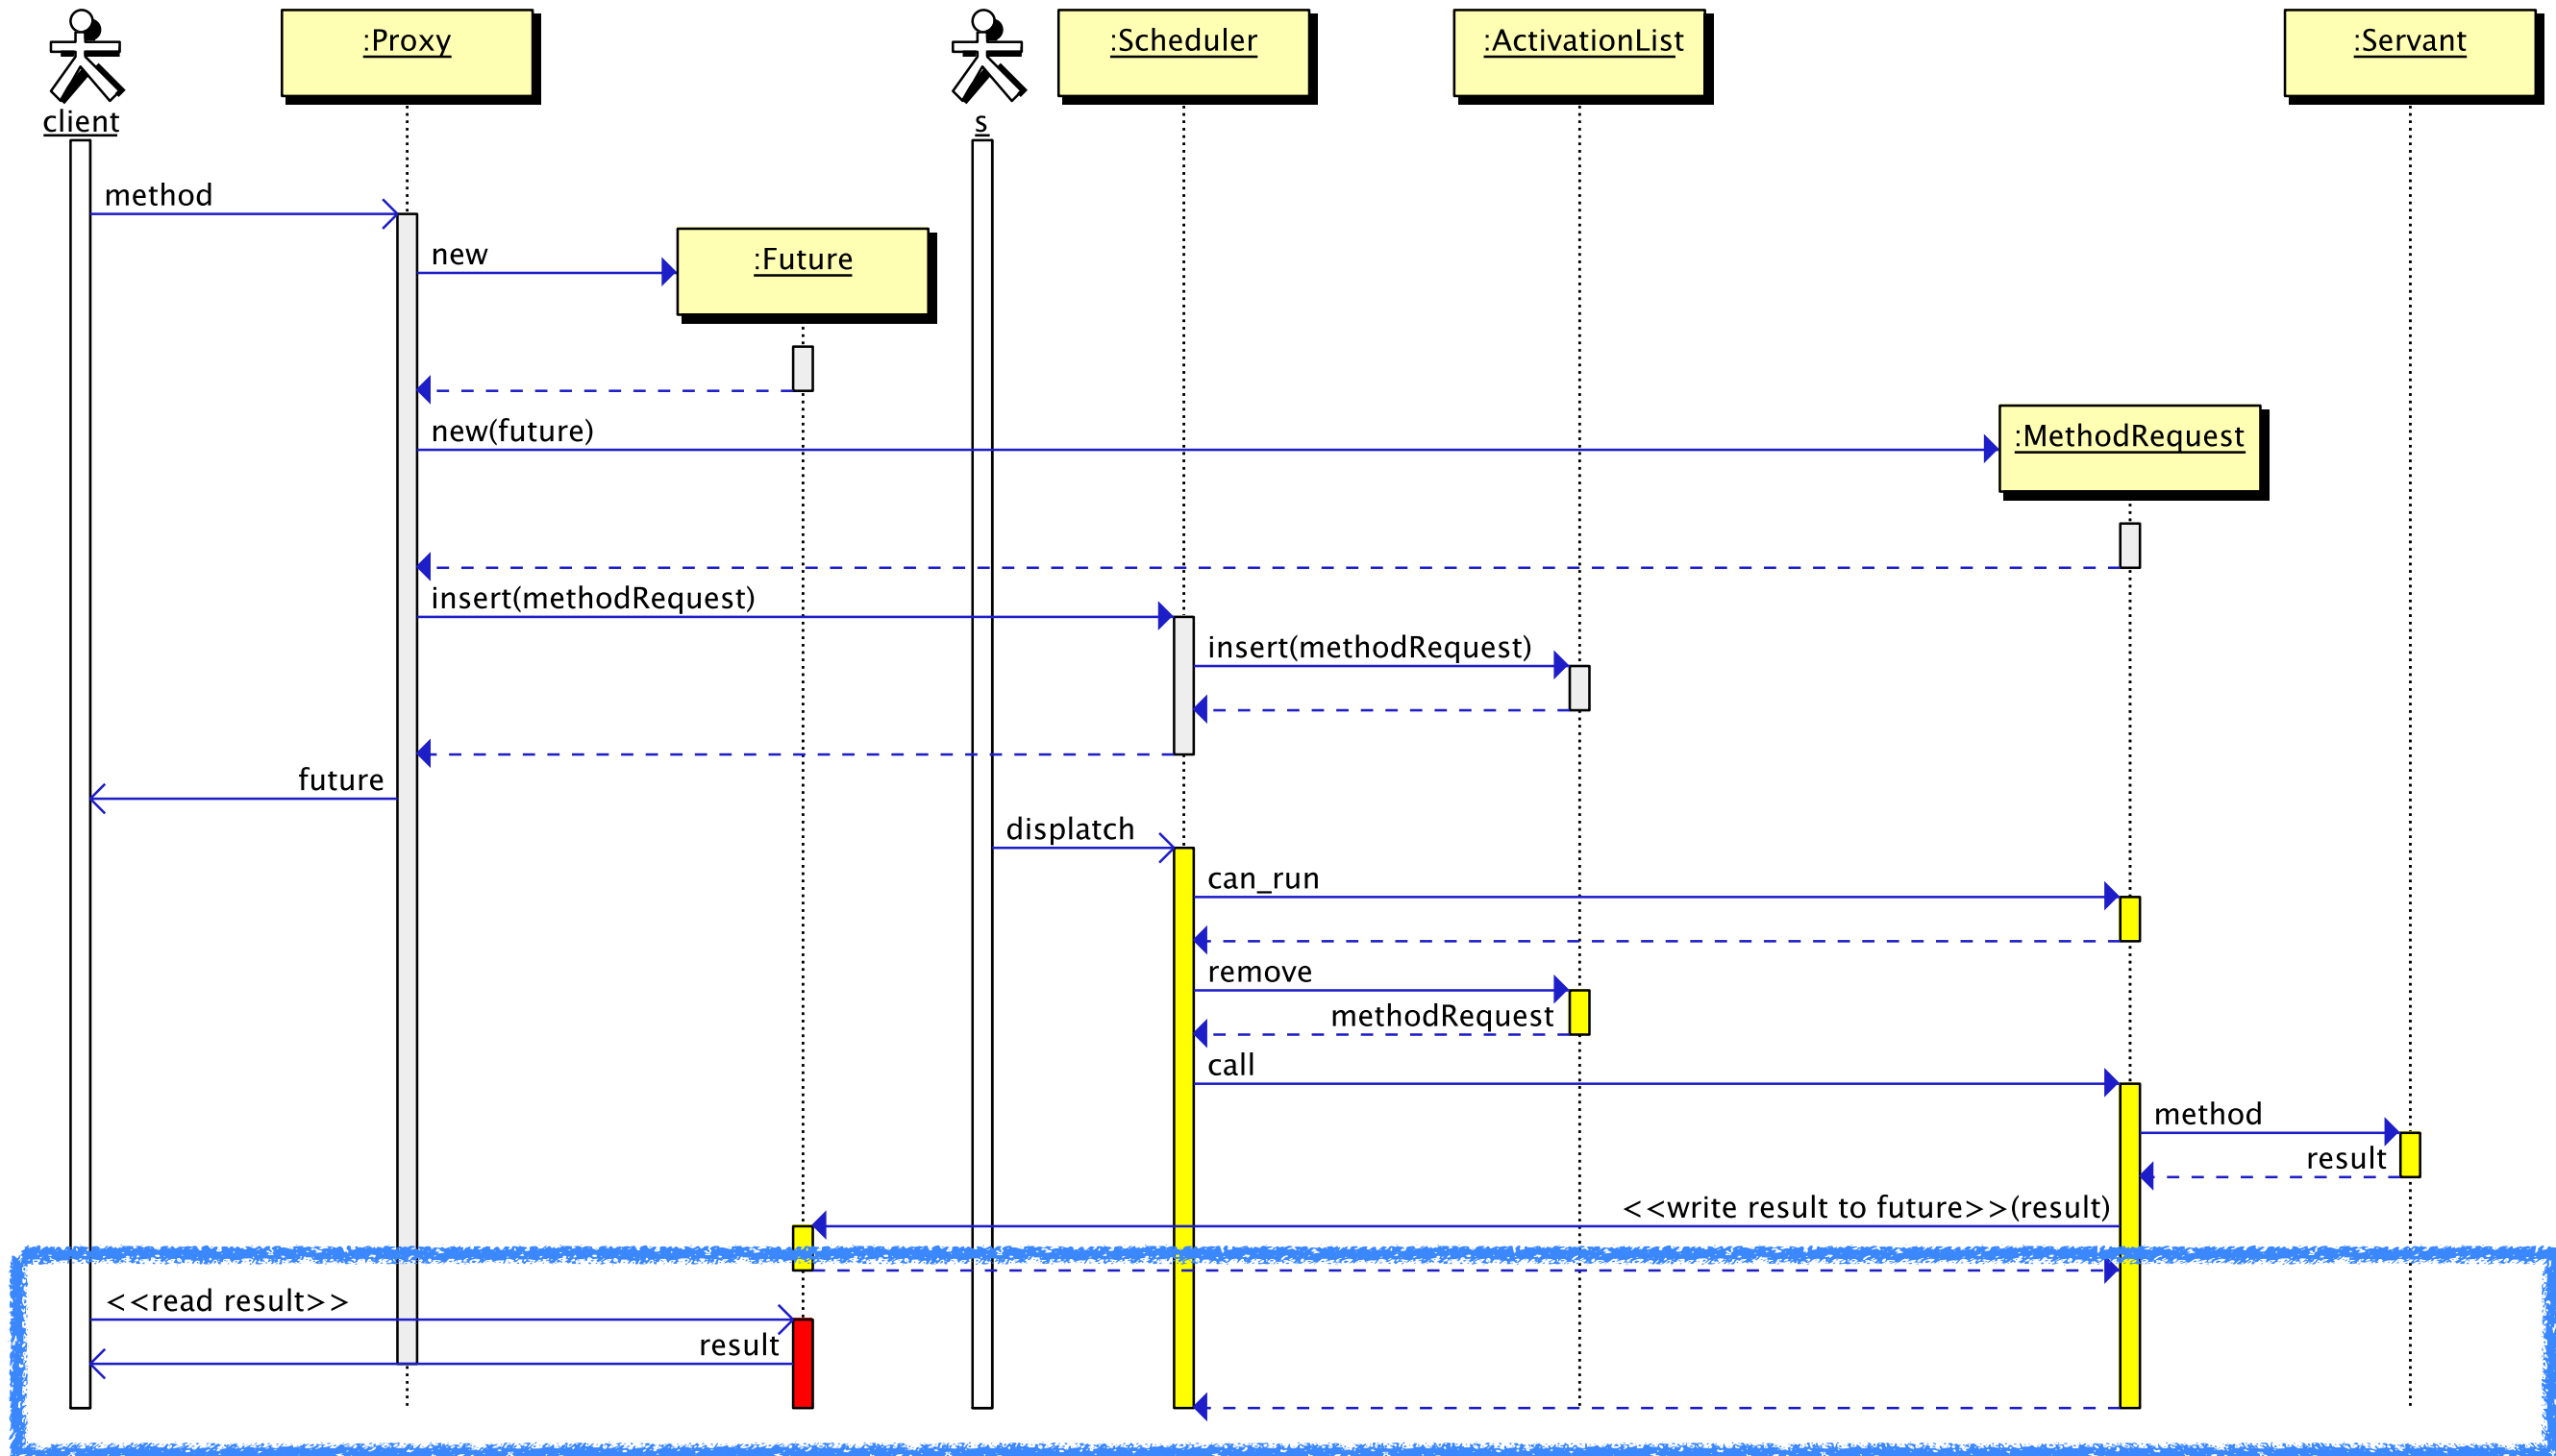 :Proxy
:Scheduler
:ActivationList
:Servant
client
s
method
new
:Future
new(future)
:MethodRequest
insert(methodRequest)
insert(methodRequest)
future
displatch
can_run
remove
methodRequest
call
method
result
<<write result to future>>(result)
<<read result>>
result